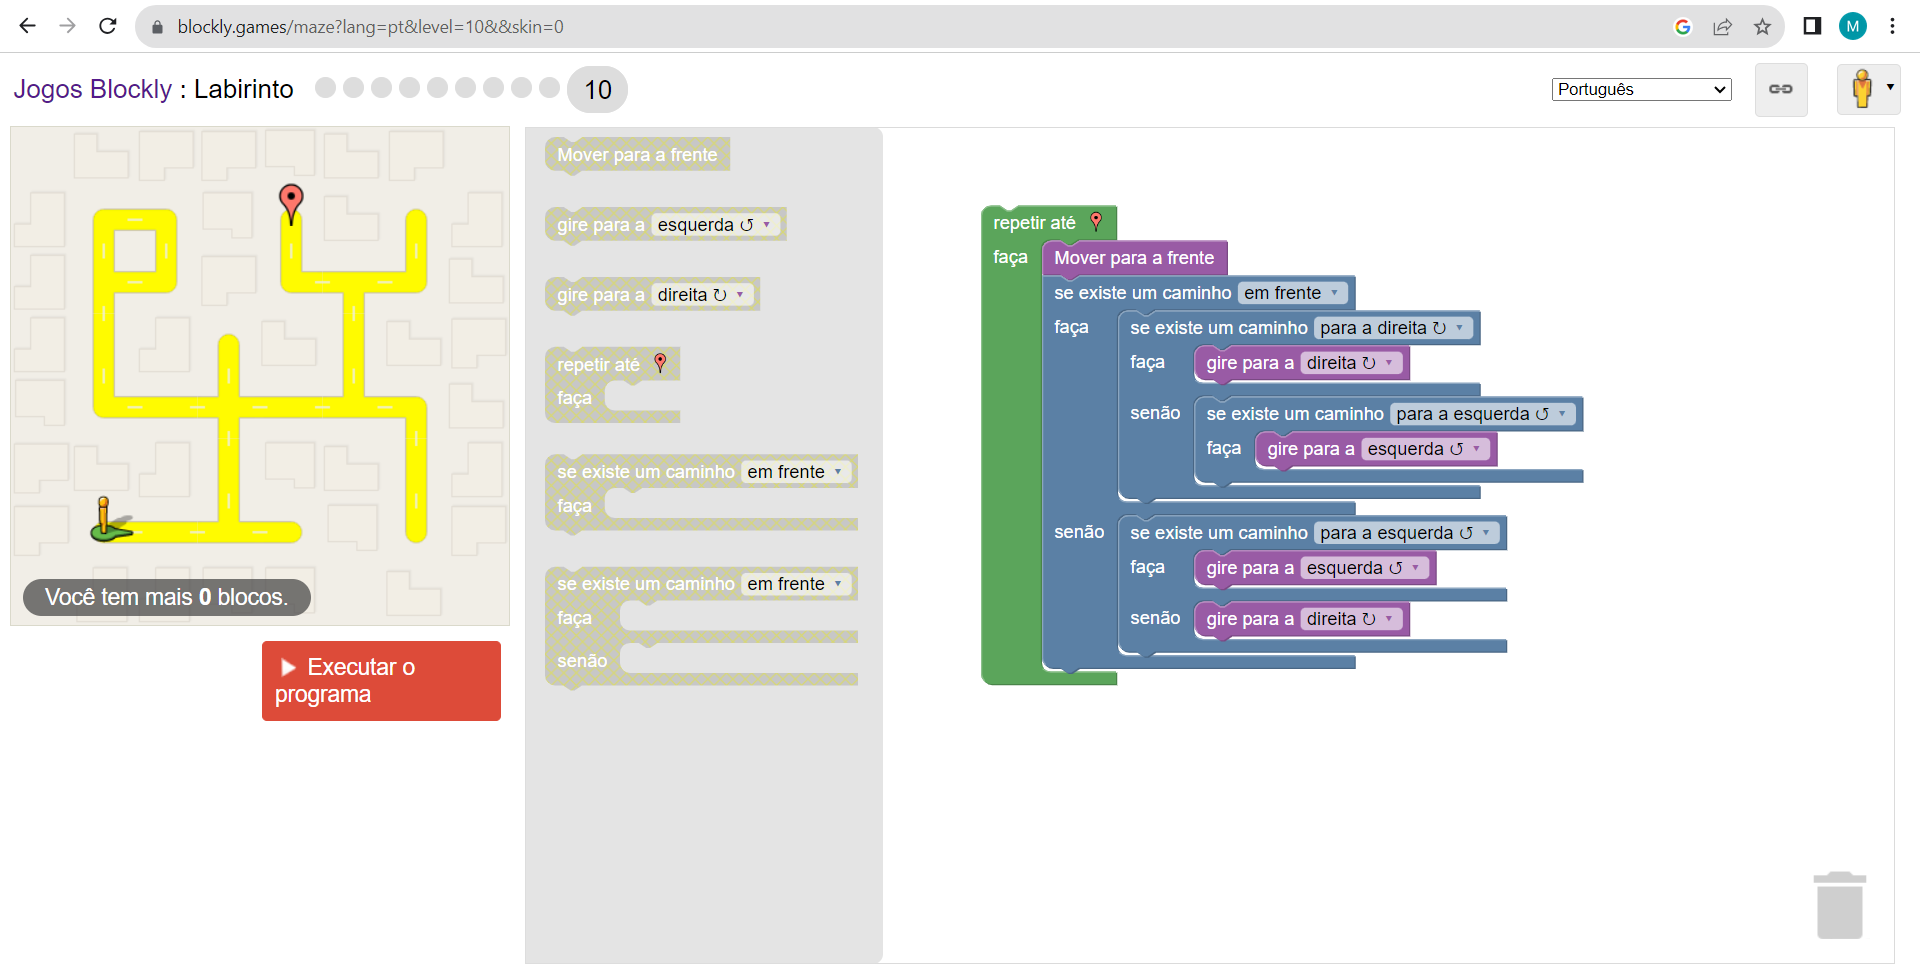 blockly.games/maze?lang=pt&level=10&&skin=0
M
Jogos Blockly : Labirinto
10
Português
Mover para a frente
gire para a esquerda ↺
gire para a direita ↻
repetir até
faça
se existe um caminho em frente
faça
se existe um caminho em frente
faça
senão
Você tem mais 0 blocos.
Executar o
programa
repetir até
faça Mover para a frente
se existe um caminho em frente
faça se existe um caminho para a direita ↻
faça gire para a direita ↻
senão se existe um caminho para a esquerda ↺
faça gire para a esquerda ↺
senão se existe um caminho para a esquerda ↺
faça gire para a esquerda ↺
senão gire para a direita ↻